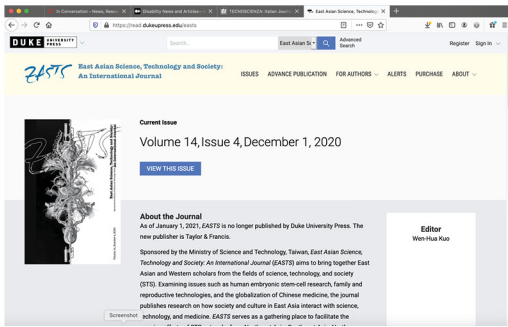 In Conversation – News, Resea
Disability News and Articles – 
TECNOSCIENZA: Italian Journal
East Asian Science, Technology
https://read.dukeupress.edu/easts
DUKE UNIVERSITY PRESS
Search...
East Asian Sc
Advanced Search
Register Sign In
EASTS
East Asian Science, Technology and Society:
An International Journal
ISSUES ADVANCE PUBLICATION FOR AUTHORS ALERTS PURCHASE ABOUT
Current Issue
Volume 14, Issue 4, December 1, 2020
VIEW THIS ISSUE
About the Journal
As of January 1, 2021, EASTS is no longer published by Duke University Press. The
new publisher is Taylor & Francis.
Sponsored by the Ministry of Science and Technology, Taiwan, East Asian Science,
Technology and Society: An International Journal (EASTS) aims to bring together East
Asian and Western scholars from the fields of science, technology, and society
(STS). Examining issues such as human embryonic stem-cell research, family and
reproductive technologies, and the globalization of Chinese medicine, the journal
publishes research on how society and culture in East Asia interact with science,
technology, and medicine. EASTS serves as a gathering place to facilitate the
Editor
Wen-Hua Kuo
Screenshot